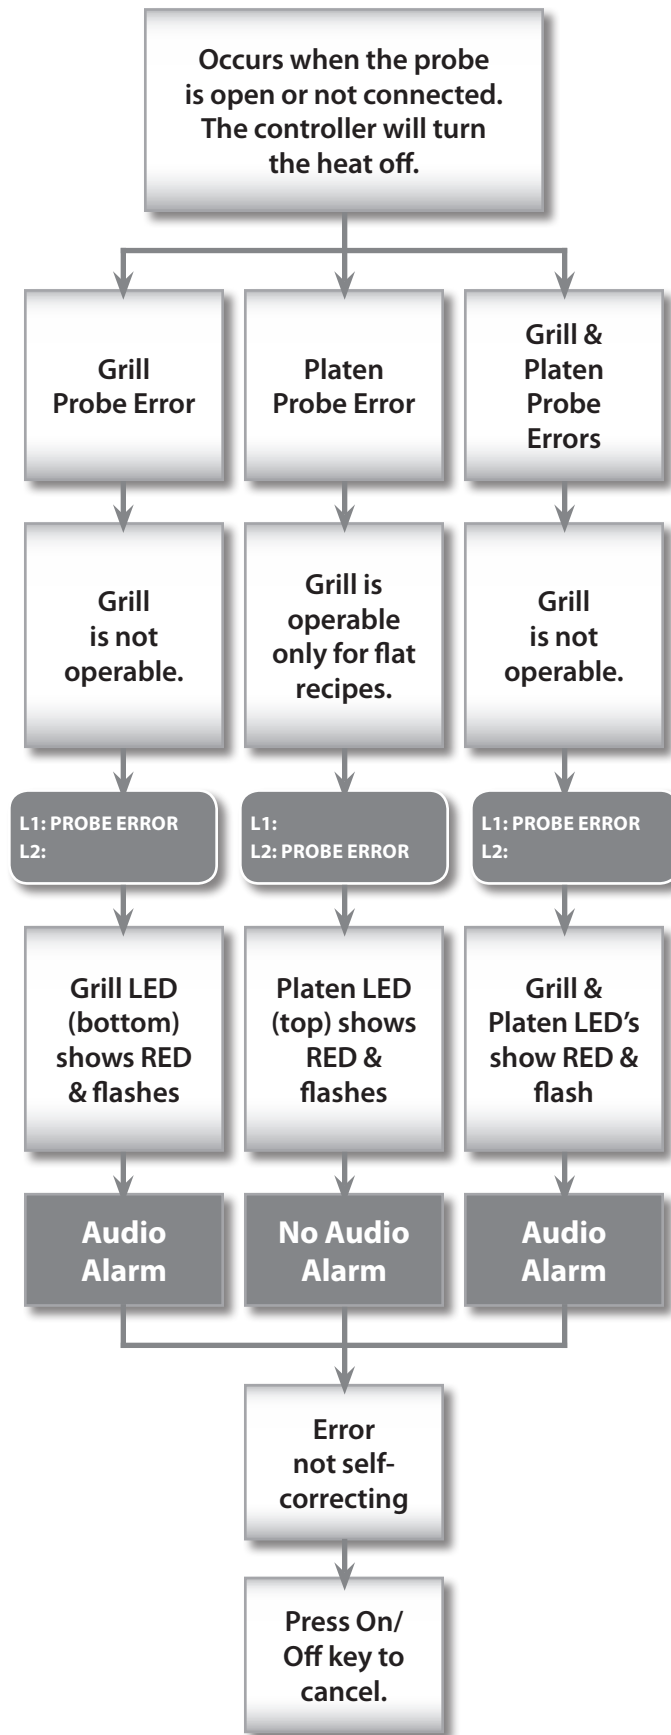 Occurs when the probe
is open or not connected.
The controller will turn
the heat off.
Grill
Probe Error
Platen
Probe Error
Grill &
Platen
Probe
Errors
Grill
is not
operable.
Grill is
operable
only for flat
recipes.
Grill
is not
operable.
L1: PROBE ERROR
L2:
L1:
L2: PROBE ERROR
L1: PROBE ERROR
L2:
Grill LED
(bottom)
shows RED
& flashes
Platen LED
(top) shows
RED &
flashes
Grill &
Platen LED’s
show RED &
flash
Audio
Alarm
No Audio
Alarm
Audio
Alarm
Error
not self-
correcting
Press On/
Off key to
cancel.